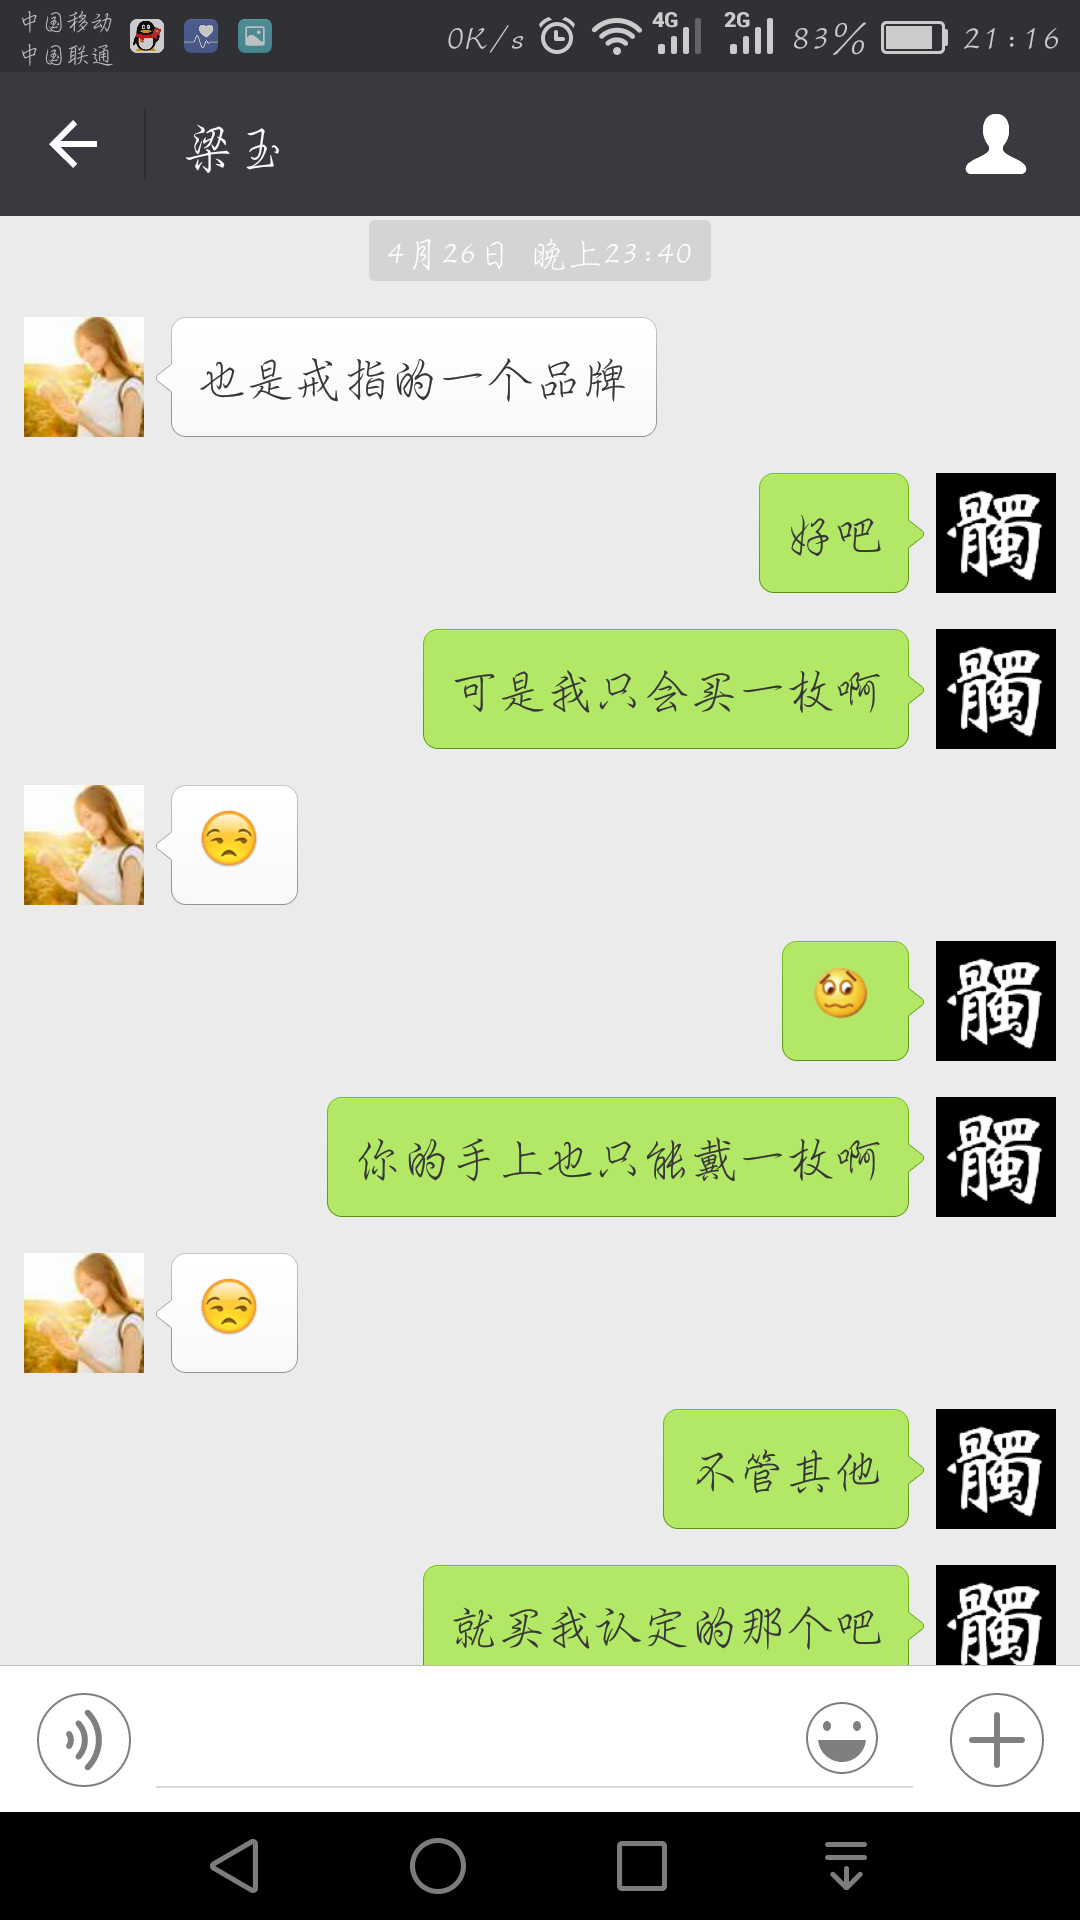 中国移动
中国联通
0K/s 4G 2G 83% 21:16
梁玉
4月26日 晚上23:40
也是戒指的一个品牌
好吧
髑
可是我只会买一枚啊
髑
髑
你的手上也只能戴一枚啊
髑
不管其他
髑
就买我认定的那个吧
髑